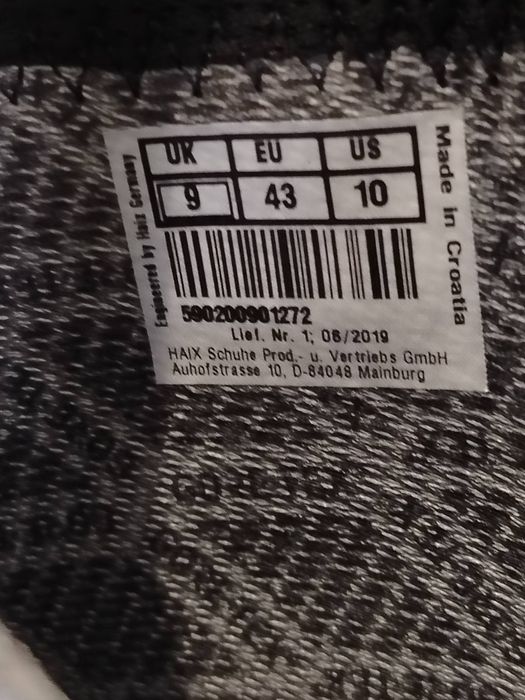 UK EU US
9 43 10
590200901272
Lief. Nr. 1; 06/2019
HAIX Schuhe Prod.- u. Vertriebs GmbH
Auhofstrasse 10, D-84048 Mainburg
Engineered by Haix Germany
Made in Croatia